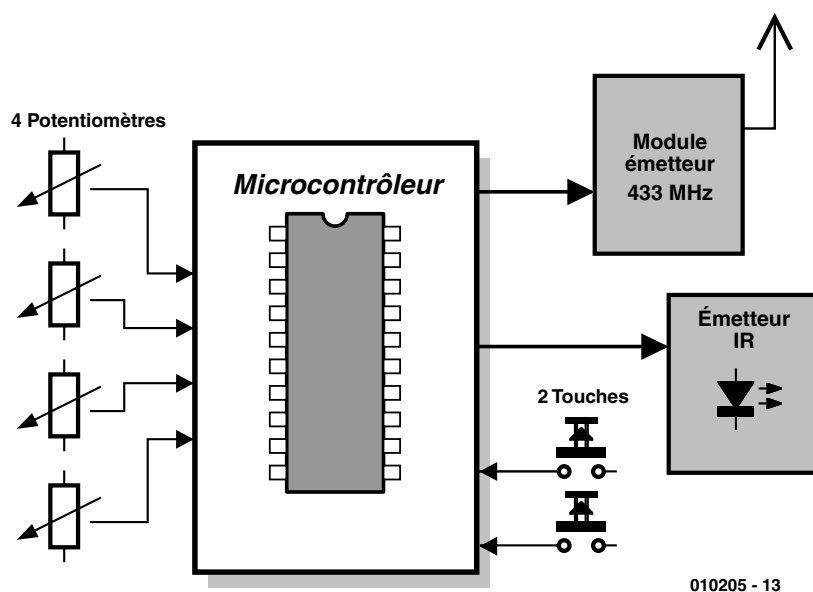 4 Potentiomètres
Microcontrôleur
Module
émetteur
433 MHz
Émetteur
IR
2 Touches
010205 - 13